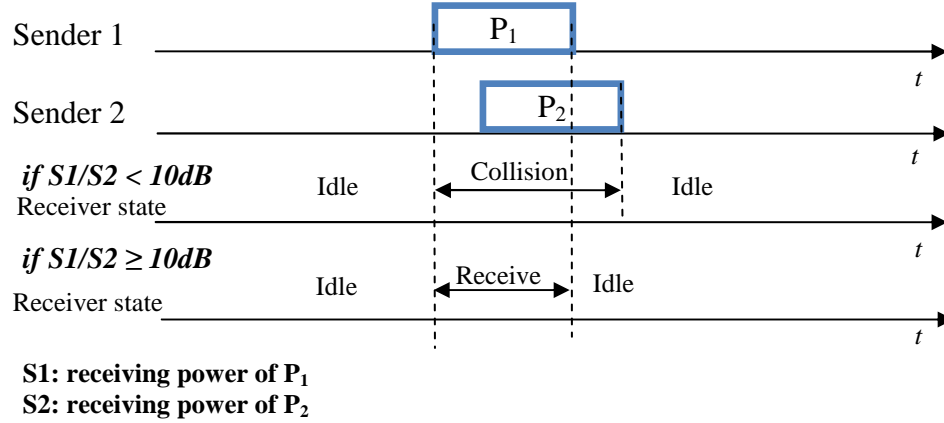 Sender 1
P₁
t
Sender 2
P₂
t
if S1/S2 < 10dB
Receiver state
Idle
Collision
Idle
t
if S1/S2 ≥ 10dB
Receiver state
Idle
Receive
Idle
t
S1: receiving power of P₁
S2: receiving power of P₂